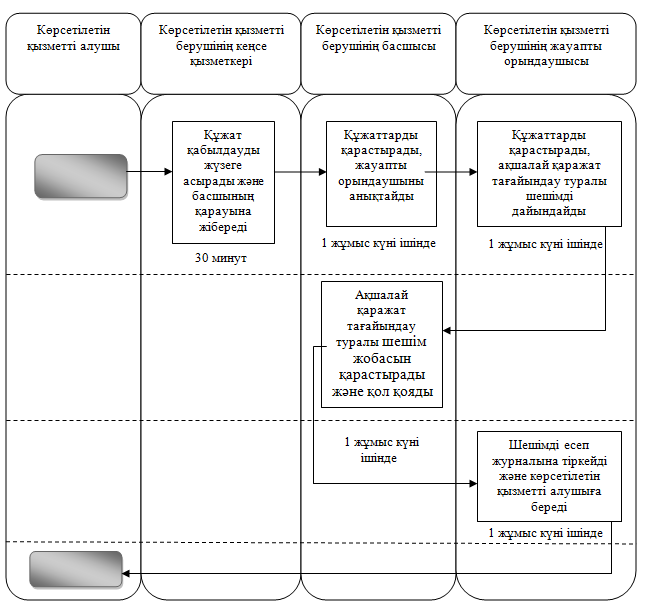 Көрсетілетін
қызметті алушы
Көрсетілетін қызметті
берушінің кеңсе
қызметкері
Көрсетілетін қызметті
берушінің басшысы
Көрсетілетін қызметті
берушінің жауапты
орындаушысы
Құжат
қабылдауды
жүзеге
асырады және
басшының
қарауына
жібереді
30 минут
Құжаттарды
қарастырады,
жауапты
орындаушыны
анықтайды
1 жұмыс күні ішінде
Құжаттарды
қарастырады,
ақшалай қаражат
тағайындау туралы
шешімді
дайындайды
1 жұмыс күні ішінде
Ақшалай
қаражат
тағайындау
туралы шешім
жобасын
қарастырады
және қол қояды
1 жұмыс күні
ішінде
Шешімді есеп
журналына тіркейді
және көрсетілетін
қызметті алушыға
береді
1 жұмыс күні ішінде